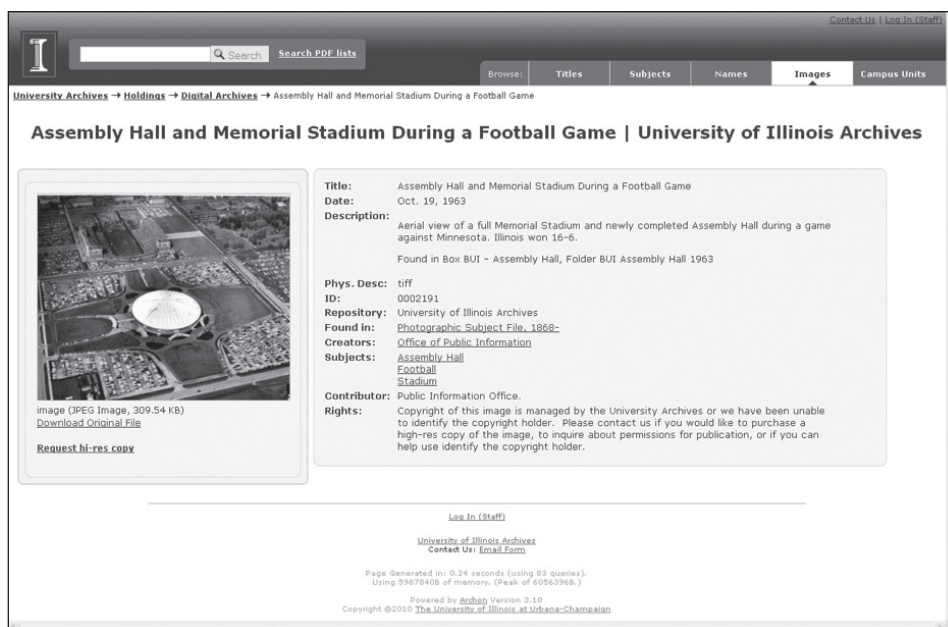 Contact Us | Log In (Staff)
I
Search
Search PDF lists
Browse:
Titles
Subjects
Names
Images
Campus Units
University Archives → Holdings → Digital Archives → Assembly Hall and Memorial Stadium During a Football Game
Assembly Hall and Memorial Stadium During a Football Game | University of Illinois Archives
Title: Assembly Hall and Memorial Stadium During a Football Game
Date: Oct. 19, 1963
Description:
Aerial view of a full Memorial Stadium and newly completed Assembly Hall during a game
against Minnesota. Illinois won 16-6.
Found in Box BUI - Assembly Hall, Folder BUI Assembly Hall 1963
Phys. Desc: tiff
ID: 0002191
Repository: University of Illinois Archives
Found in: Photographic Subject File, 1868-
Creators: Office of Public Information
Subjects: Assembly Hall
Football
Stadium
Contributor: Public Information Office.
Rights: Copyright of this image is managed by the University Archives or we have been unable
to identify the copyright holder. Please contact us if you would like to purchase a
high-res copy of the image, to inquire about permissions for publication, or if you can
help use identify the copyright holder.
image (JPEG Image, 309.54 KB)
Download Original File
Request hi-res copy
Log In (Staff)
University of Illinois Archives
Contact Us: Email Form
Page Generated in: 0.24 seconds (using 83 queries).
Using 5987840B of memory. (Peak of 6056396B.)
Powered by Archon Version 3.10
Copyright ©2010 The University of Illinois at Urbana-Champaign